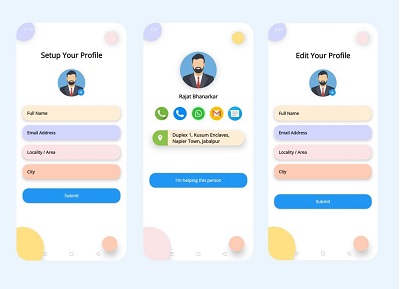 Setup Your Profile
Full Name
Email Address
Locality / Area
City
Submit
Rajat Bhanarkar
Duplex 1, Kusum Enclaves,
Napier Town, Jabalpur
I'm helping this person
Edit Your Profile
Full Name
Email Address
Locality / Area
City
Submit